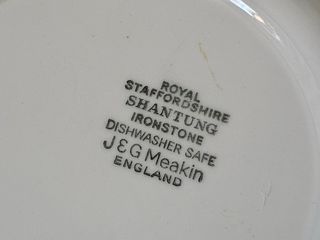 ROYAL
STAFFORDSHIRE
SHANTUNG
IRONSTONE
DISHWASHER SAFE
J & G Meakin
ENGLAND